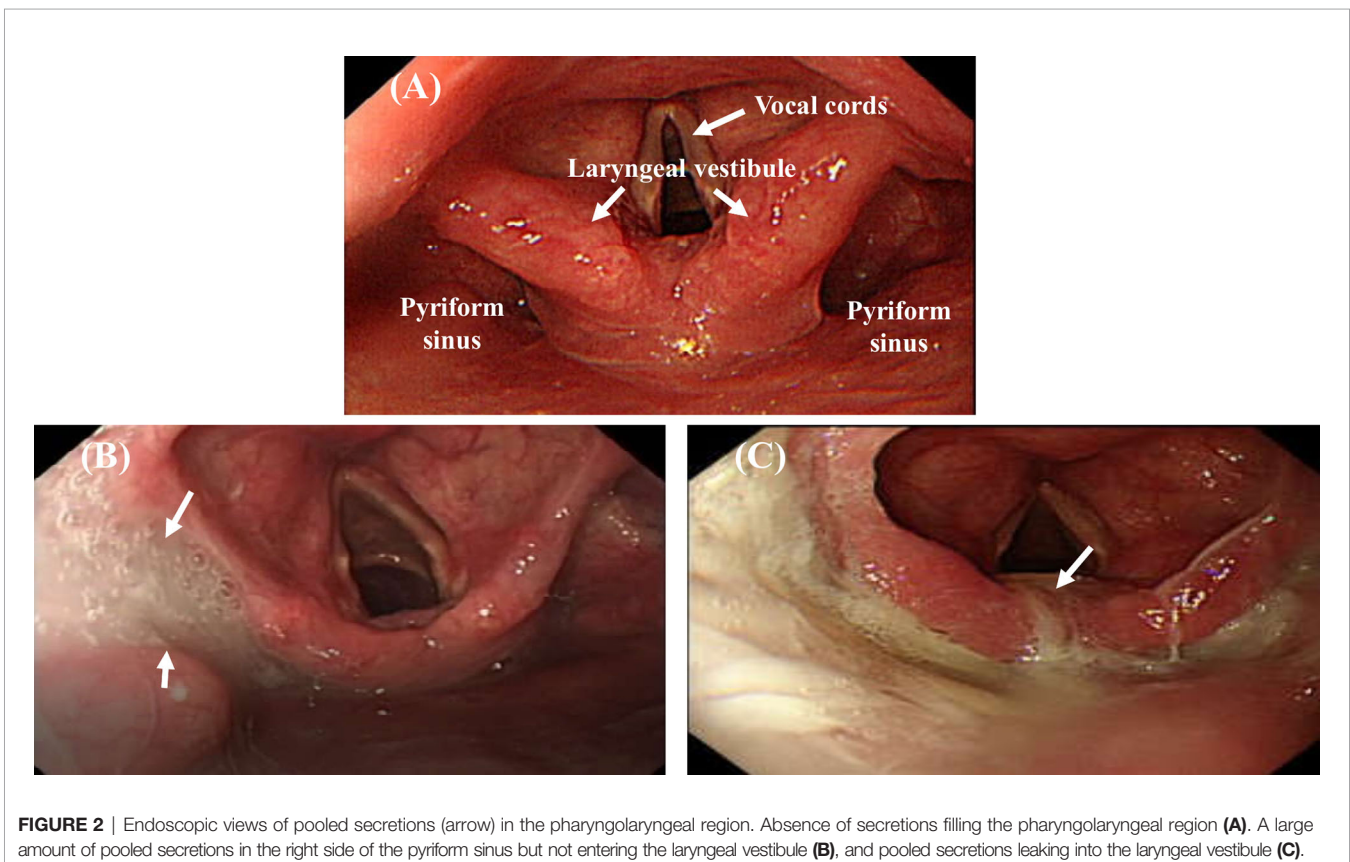 (A)
Vocal cords
Laryngeal vestibule
Pyriform
sinus
Pyriform
sinus
(B)
(C)
FIGURE 2 | Endoscopic views of pooled secretions (arrow) in the pharyngolaryngeal region. Absence of secretions filling the pharyngolaryngeal region (A). A large
amount of pooled secretions in the right side of the pyriform sinus but not entering the laryngeal vestibule (B), and pooled secretions leaking into the laryngeal vestibule (C).